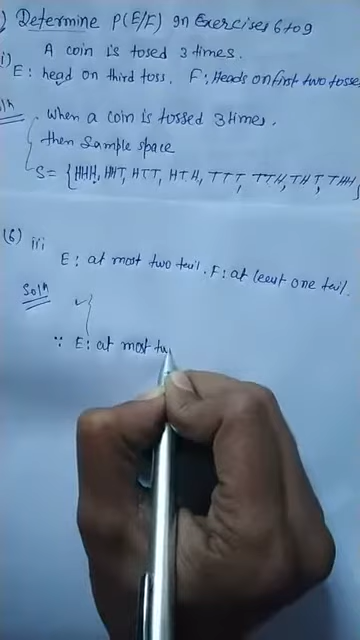 Determine P(E/F) in Exercises 6 to 9
A coin is tosed 3 times.
i)
E: head on third toss. F: Heads on first two tosses
. When a coin is tossed 3 times.
then Sample space
S = {HHH, HHT, HTT, HTH, TTT, TTH, THT, THH}
(6) iii
E: at most two tail. F: at least one tail.
Solⁿ
∵ E: at most tw